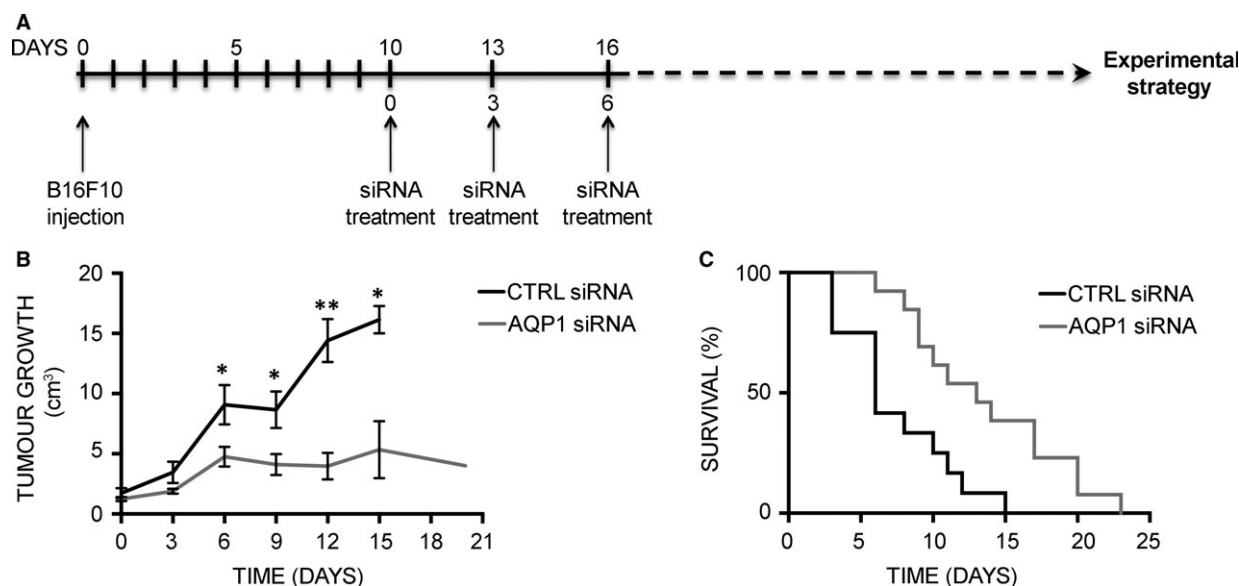 A
DAYS 0 5 10 13 16
0 3 6
Experimental
strategy
B16F10
injection
siRNA
treatment
siRNA
treatment
siRNA
treatment
B
TUMOUR GROWTH
(cm³)
20
15
10
5
0
* * ** *
CTRL siRNA
AQP1 siRNA
0 3 6 9 12 15 18 21
TIME (DAYS)
C
SURVIVAL (%)
100
50
0
CTRL siRNA
AQP1 siRNA
0 5 10 15 20 25
TIME (DAYS)